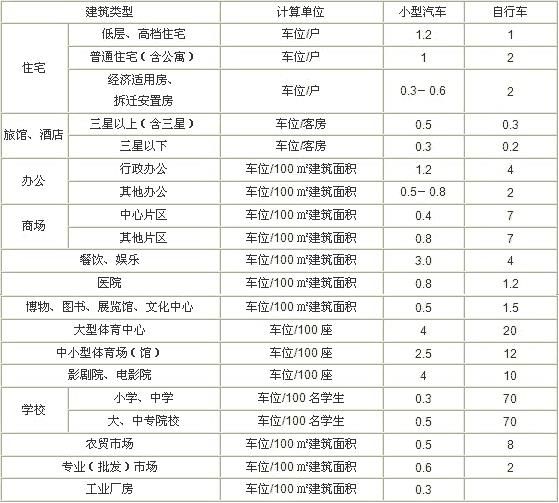 建筑类型 计算单位 小型汽车 自行车
住宅 低层、高档住宅 车位/户 1.2 1
普通住宅（含公寓） 车位/户 1 2
经济适用房、
拆迁安置房 车位/户 0.3－0.6 2
旅馆、酒店 三星以上（含三星） 车位/客房 0.5 0.3
三星以下 车位/客房 0.3 0.2
办公 行政办公 车位/100 ㎡建筑面积 1.2 4
其他办公 车位/100 ㎡建筑面积 0.5－0.8 2
商场 中心片区 车位/100 ㎡建筑面积 0.4 7
其他片区 车位/100 ㎡建筑面积 0.8 7
餐饮、娱乐 车位/100 ㎡建筑面积 3.0 4
医院 车位/100 ㎡建筑面积 0.8 1.2
博物、图书、展览馆、文化中心 车位/100 ㎡建筑面积 0.5 1.5
大型体育中心 车位/100 座 4 20
中小型体育场（馆） 车位/100 座 2.5 12
影剧院、电影院 车位/100 座 4 10
学校 小学、中学 车位/100 名学生 0.3 70
大、中专院校 车位/100 名学生 0.5 70
农贸市场 车位/100 ㎡建筑面积 0.5 8
专业（批发）市场 车位/100 ㎡建筑面积 0.6 2
工业厂房 车位/100 ㎡建筑面积 0.3